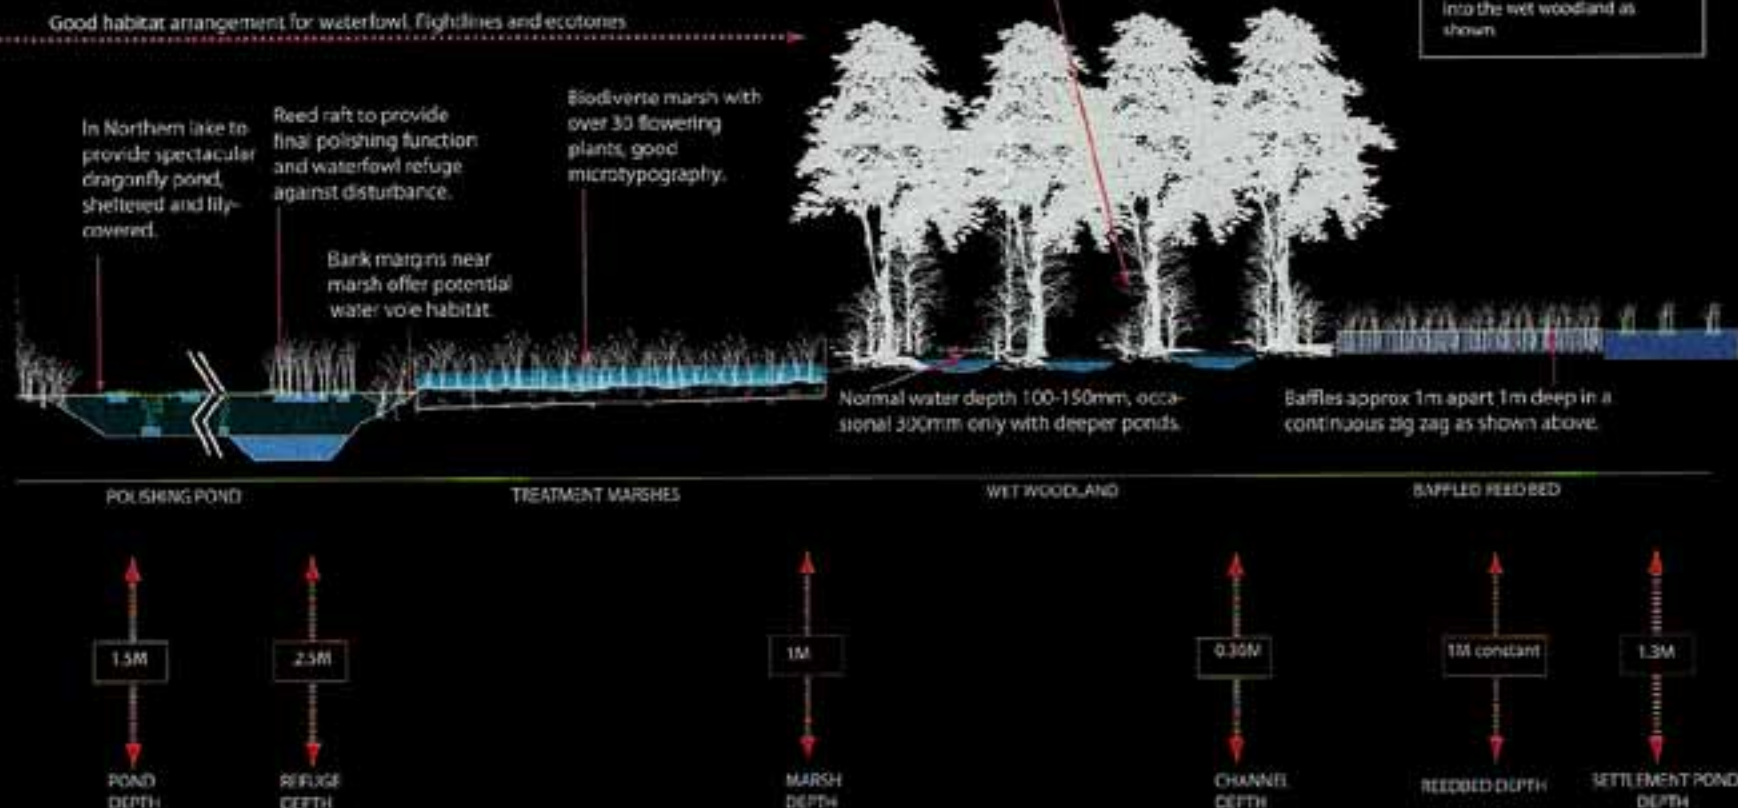 Good habitat arrangement for waterfowl. Flightlines and ecotones
into the wet woodland as
shown
In Northern lake to
provide spectacular
dragonfly pond,
sheltered and lily-
covered.
Reed raft to provide
final polishing function
and waterfowl refuge
against disturbance.
Bank margins near
marsh offer potential
water vole habitat.
Biodiverse marsh with
over 30 flowering
plants, good
microtypography.
Normal water depth 100-150mm, occa-
sional 300mm only with deeper ponds.
Baffles approx 1m apart 1m deep in a
continuous zig zag as shown above.
POLISHING POND
TREATMENT MARSHES
WET WOODLAND
BAFFLED REEDBED
1.5M
2.5M
1M
0.30M
1M constant
1.3M
POND
DEPTH
REFUGE
DEPTH
MARSH
DEPTH
CHANNEL
DEPTH
REEDBED DEPTH
SETTLEMENT POND
DEPTH